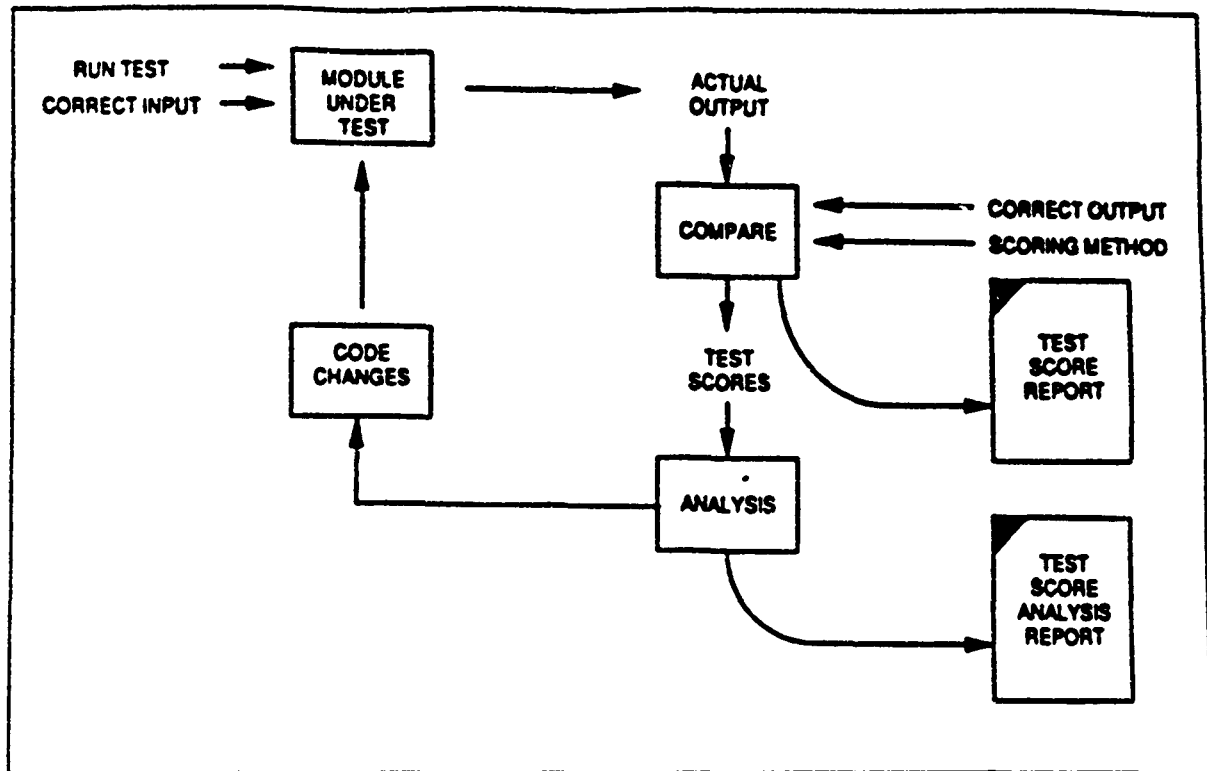 RUN TEST
CORRECT INPUT
MODULE
UNDER
TEST
ACTUAL
OUTPUT
COMPARE
CORRECT OUTPUT
SCORING METHOD
CODE
CHANGES
TEST
SCORES
TEST
SCORE
REPORT
ANALYSIS
TEST
SCORE
ANALYSIS
REPORT